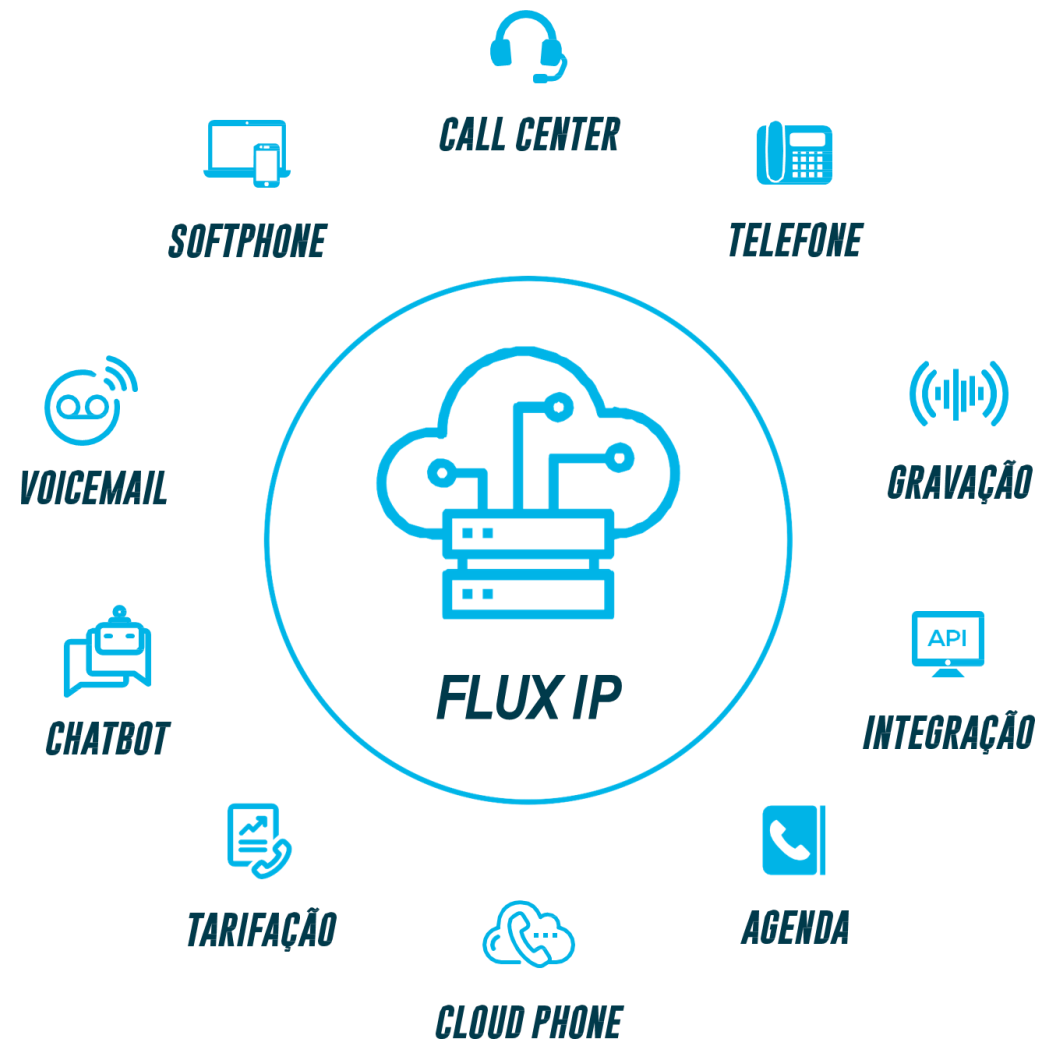 CALL CENTER
SOFTPHONE
TELEFONE
VOICEMAIL
GRAVAÇÃO
API
FLUX IP
CHATBOT
INTEGRAÇÃO
TARIFAÇÃO
AGENDA
CLOUD PHONE